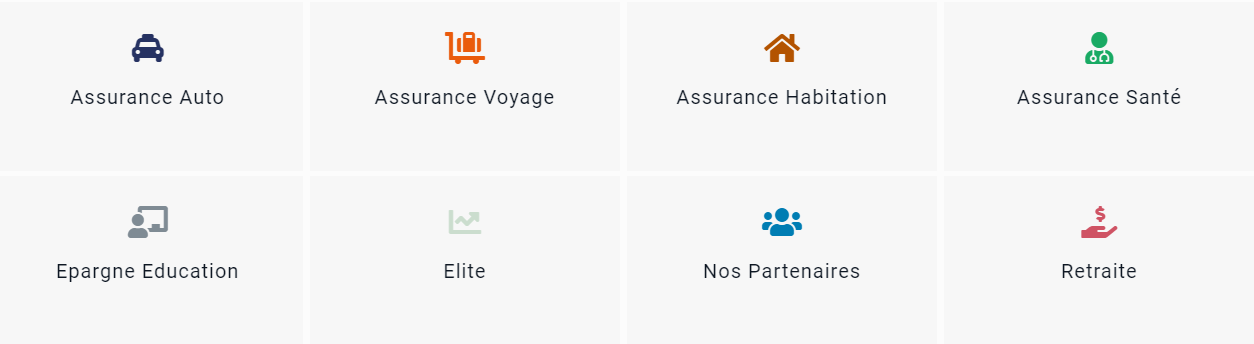 Assurance Auto
Assurance Voyage
Assurance Habitation
Assurance Santé
Epargne Education
Elite
Nos Partenaires
Retraite